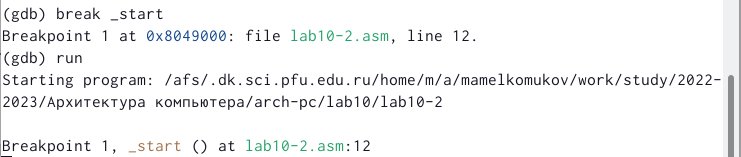 (gdb) break _start
Breakpoint 1 at 0x8049000: file lab10-2.asm, line 12.
(gdb) run
Starting program: /afs/.dk.sci.pfu.edu.ru/home/m/a/mamelkomukov/work/study/2022-
2023/Архитектура компьютера/arch-pc/lab10/lab10-2
Breakpoint 1, _start () at lab10-2.asm:12